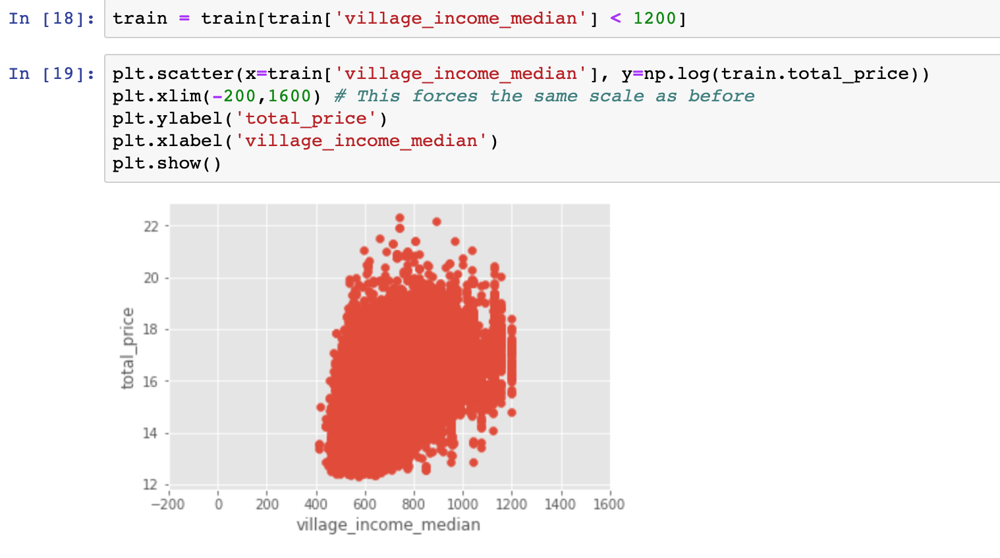 In [18]: train = train[train['village_income_median'] < 1200]
In [19]: plt.scatter(x=train['village_income_median'], y=np.log(train.total_price))
plt.xlim(-200,1600) # This forces the same scale as before
plt.ylabel('total_price')
plt.xlabel('village_income_median')
plt.show()
22
20
18
16
14
12
total_price
−200 0 200 400 600 800 1000 1200 1400 1600
village_income_median